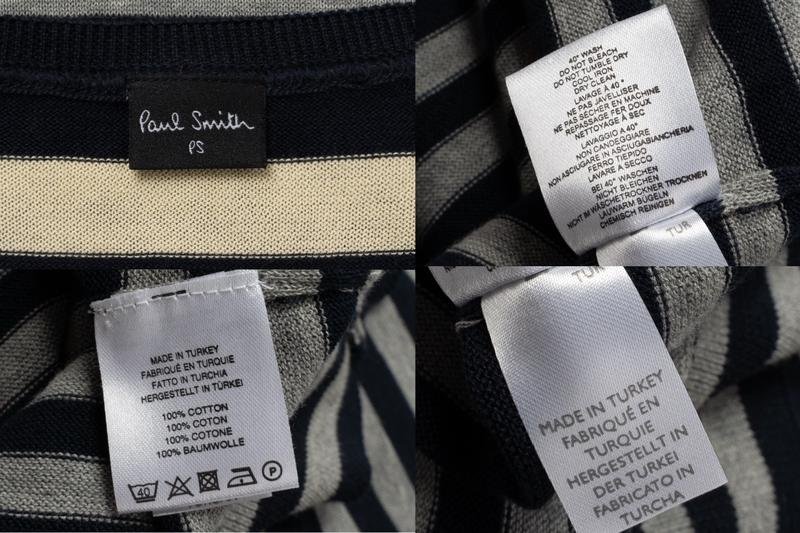 Paul Smith
PS
40° WASH
DO NOT BLEACH
DO NOT TUMBLE DRY
COOL IRON
DRY CLEAN
LAVAGE À 40°
NE PAS JAVELLISER
NE PAS SÉCHER EN MACHINE
REPASSAGE FER DOUX
NETTOYAGE À SEC
LAVAGGIO A 40°
NON CANDEGGIARE
NON ASCIUGARE IN ASCIUGABIANCHERIA
FERRO TIEPIDO
LAVARE A SECCO
BEI 40° WASCHEN
NICHT BLEICHEN
NICHT IM WÄSCHETROCKNER TROCKNEN
LAUWARM BÜGELN
CHEMISCH REINIGEN
TUR
MADE IN TURKEY
FABRIQUÉ EN TURQUIE
FATTO IN TURCHIA
HERGESTELLT IN TÜRKEI
100% COTTON
100% COTON
100% COTONE
100% BAUMWOLLE
40 P
TUR
MADE IN TURKEY
FABRIQUÉ EN
TURQUIE
HERGESTELLT IN
DER TURKEI
FABRICATO IN
TURCHA